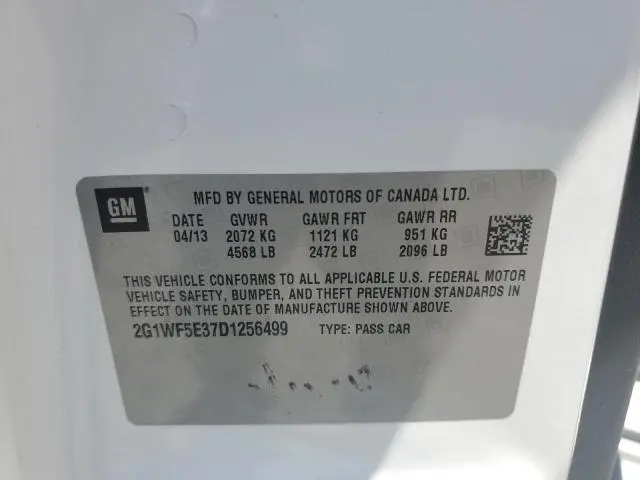 GM MFD BY GENERAL MOTORS OF CANADA LTD.
DATE GVWR GAWR FRT GAWR RR
04/13 2072 KG 1121 KG 951 KG
4568 LB 2472 LB 2096 LB
THIS VEHICLE CONFORMS TO ALL APPLICABLE U.S. FEDERAL MOTOR
VEHICLE SAFETY, BUMPER, AND THEFT PREVENTION STANDARDS IN
EFFECT ON THE DATE OF MANUFACTURE SHOWN ABOVE.
2G1WF5E37D1256499 TYPE: PASS CAR